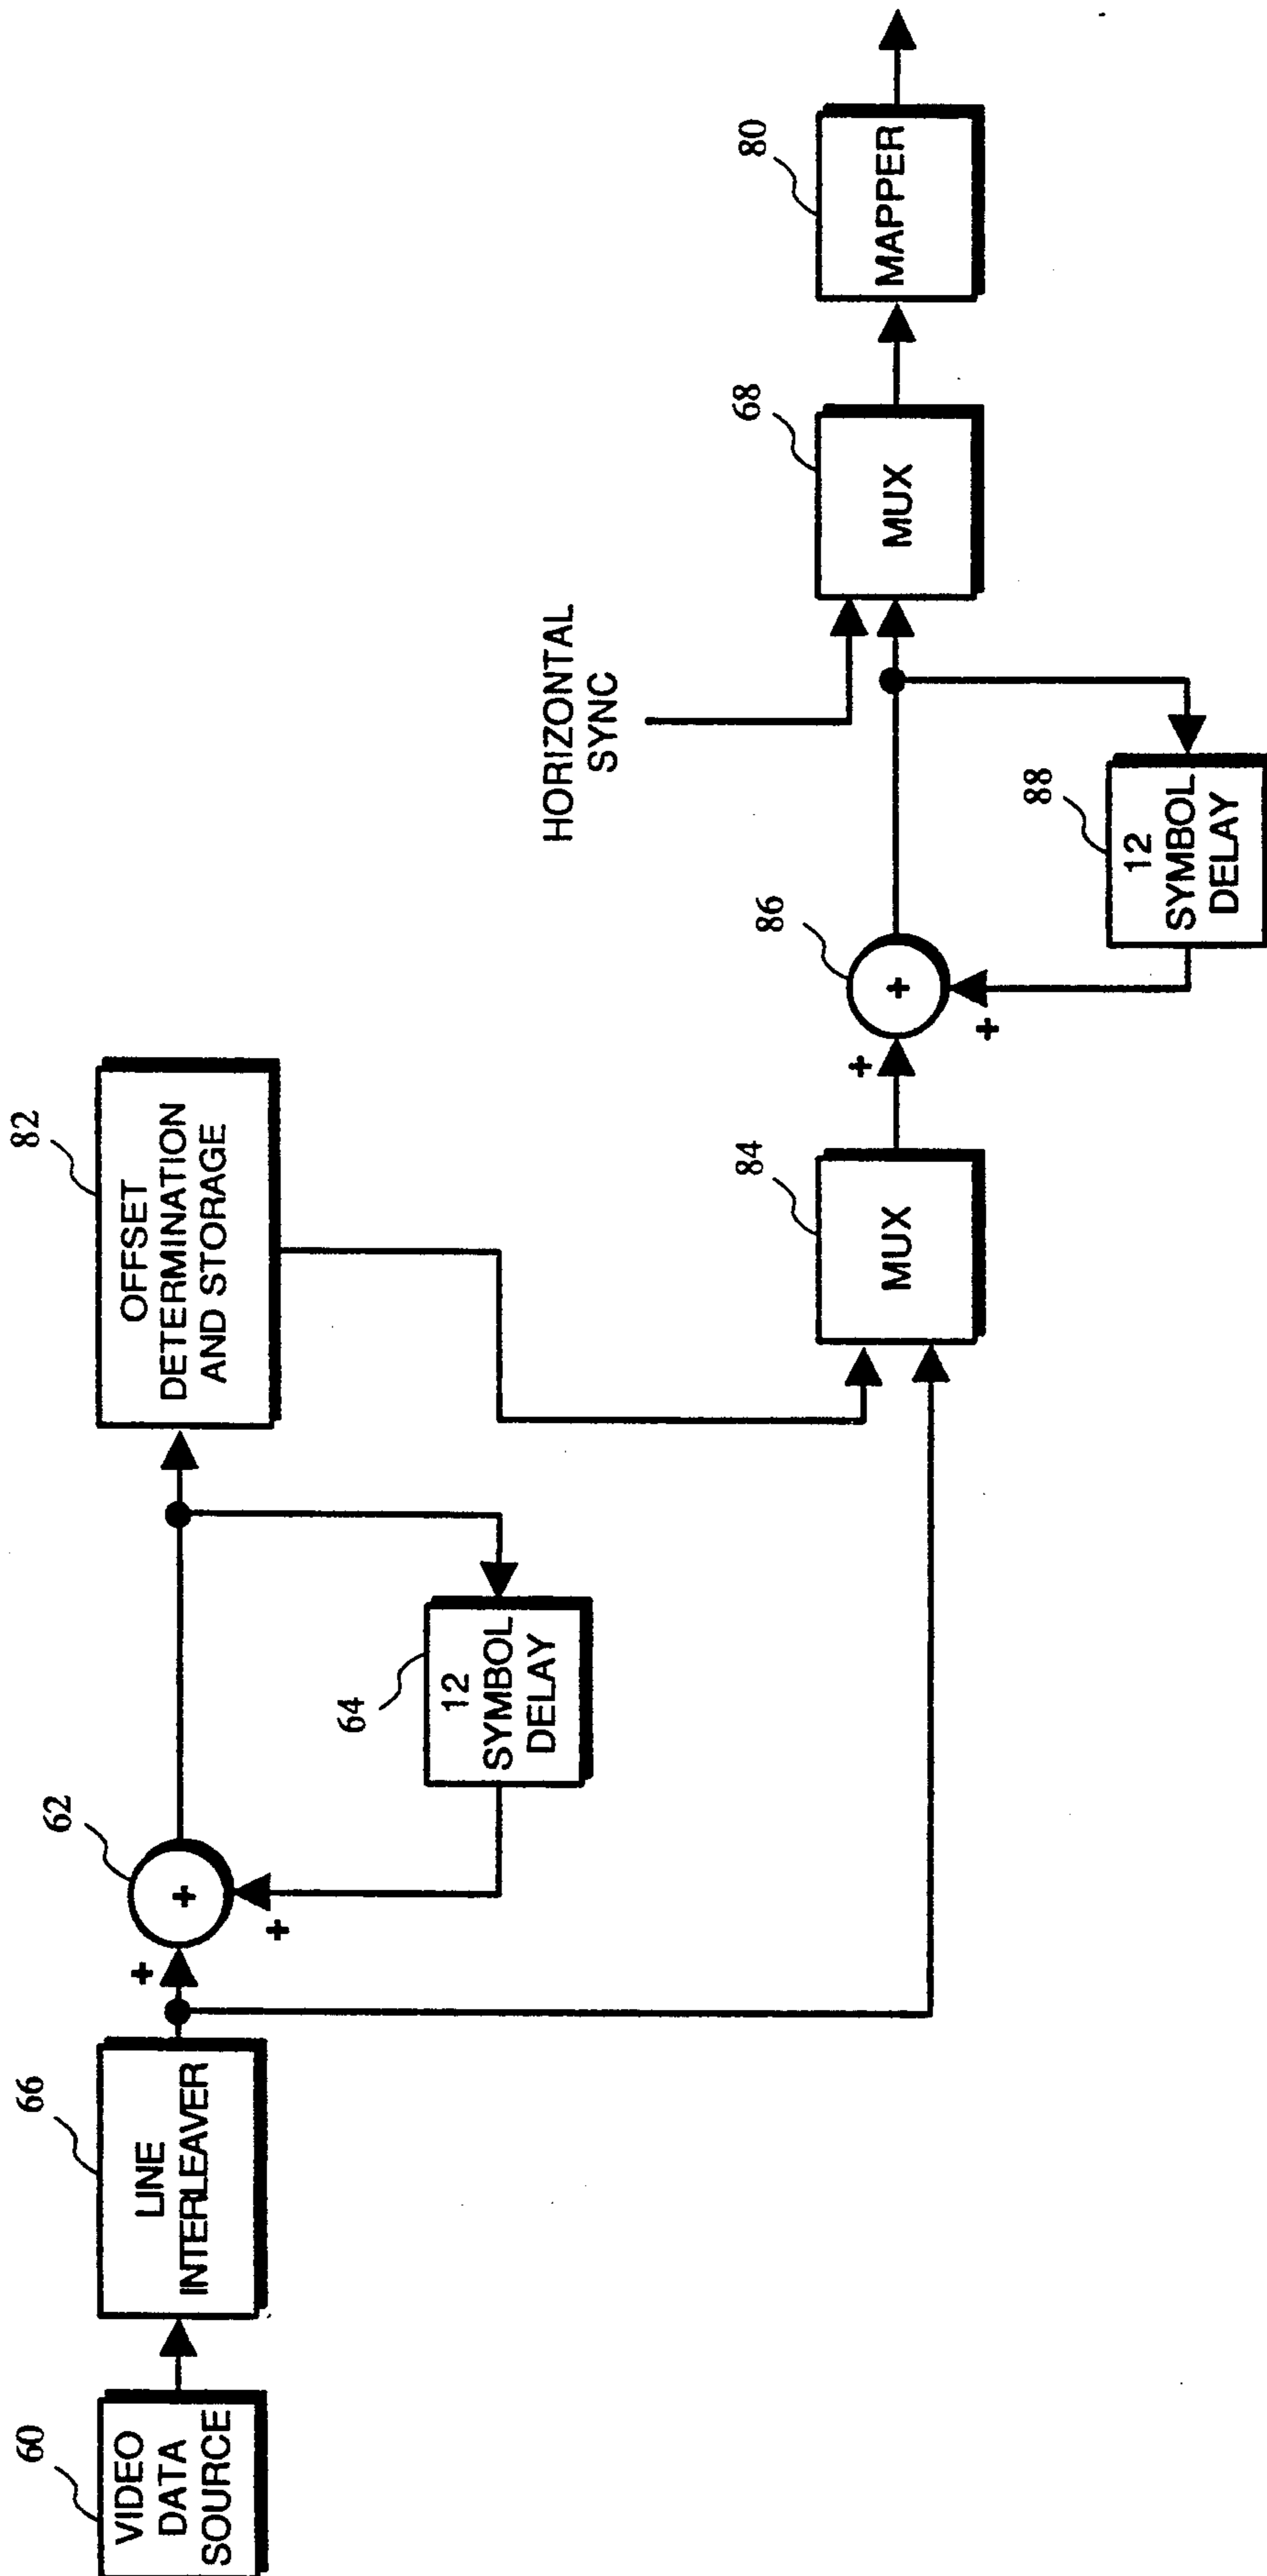 60
VIDEO
DATA
SOURCE
66
LINE
INTERLEAVER
+
62
+
+
64
12
SYMBOL
DELAY
82
OFFSET
DETERMINATION
AND STORAGE
84
MUX
+
86
+
+
88
12
SYMBOL
DELAY
HORIZONTAL
SYNC
68
MUX
80
MAPPER